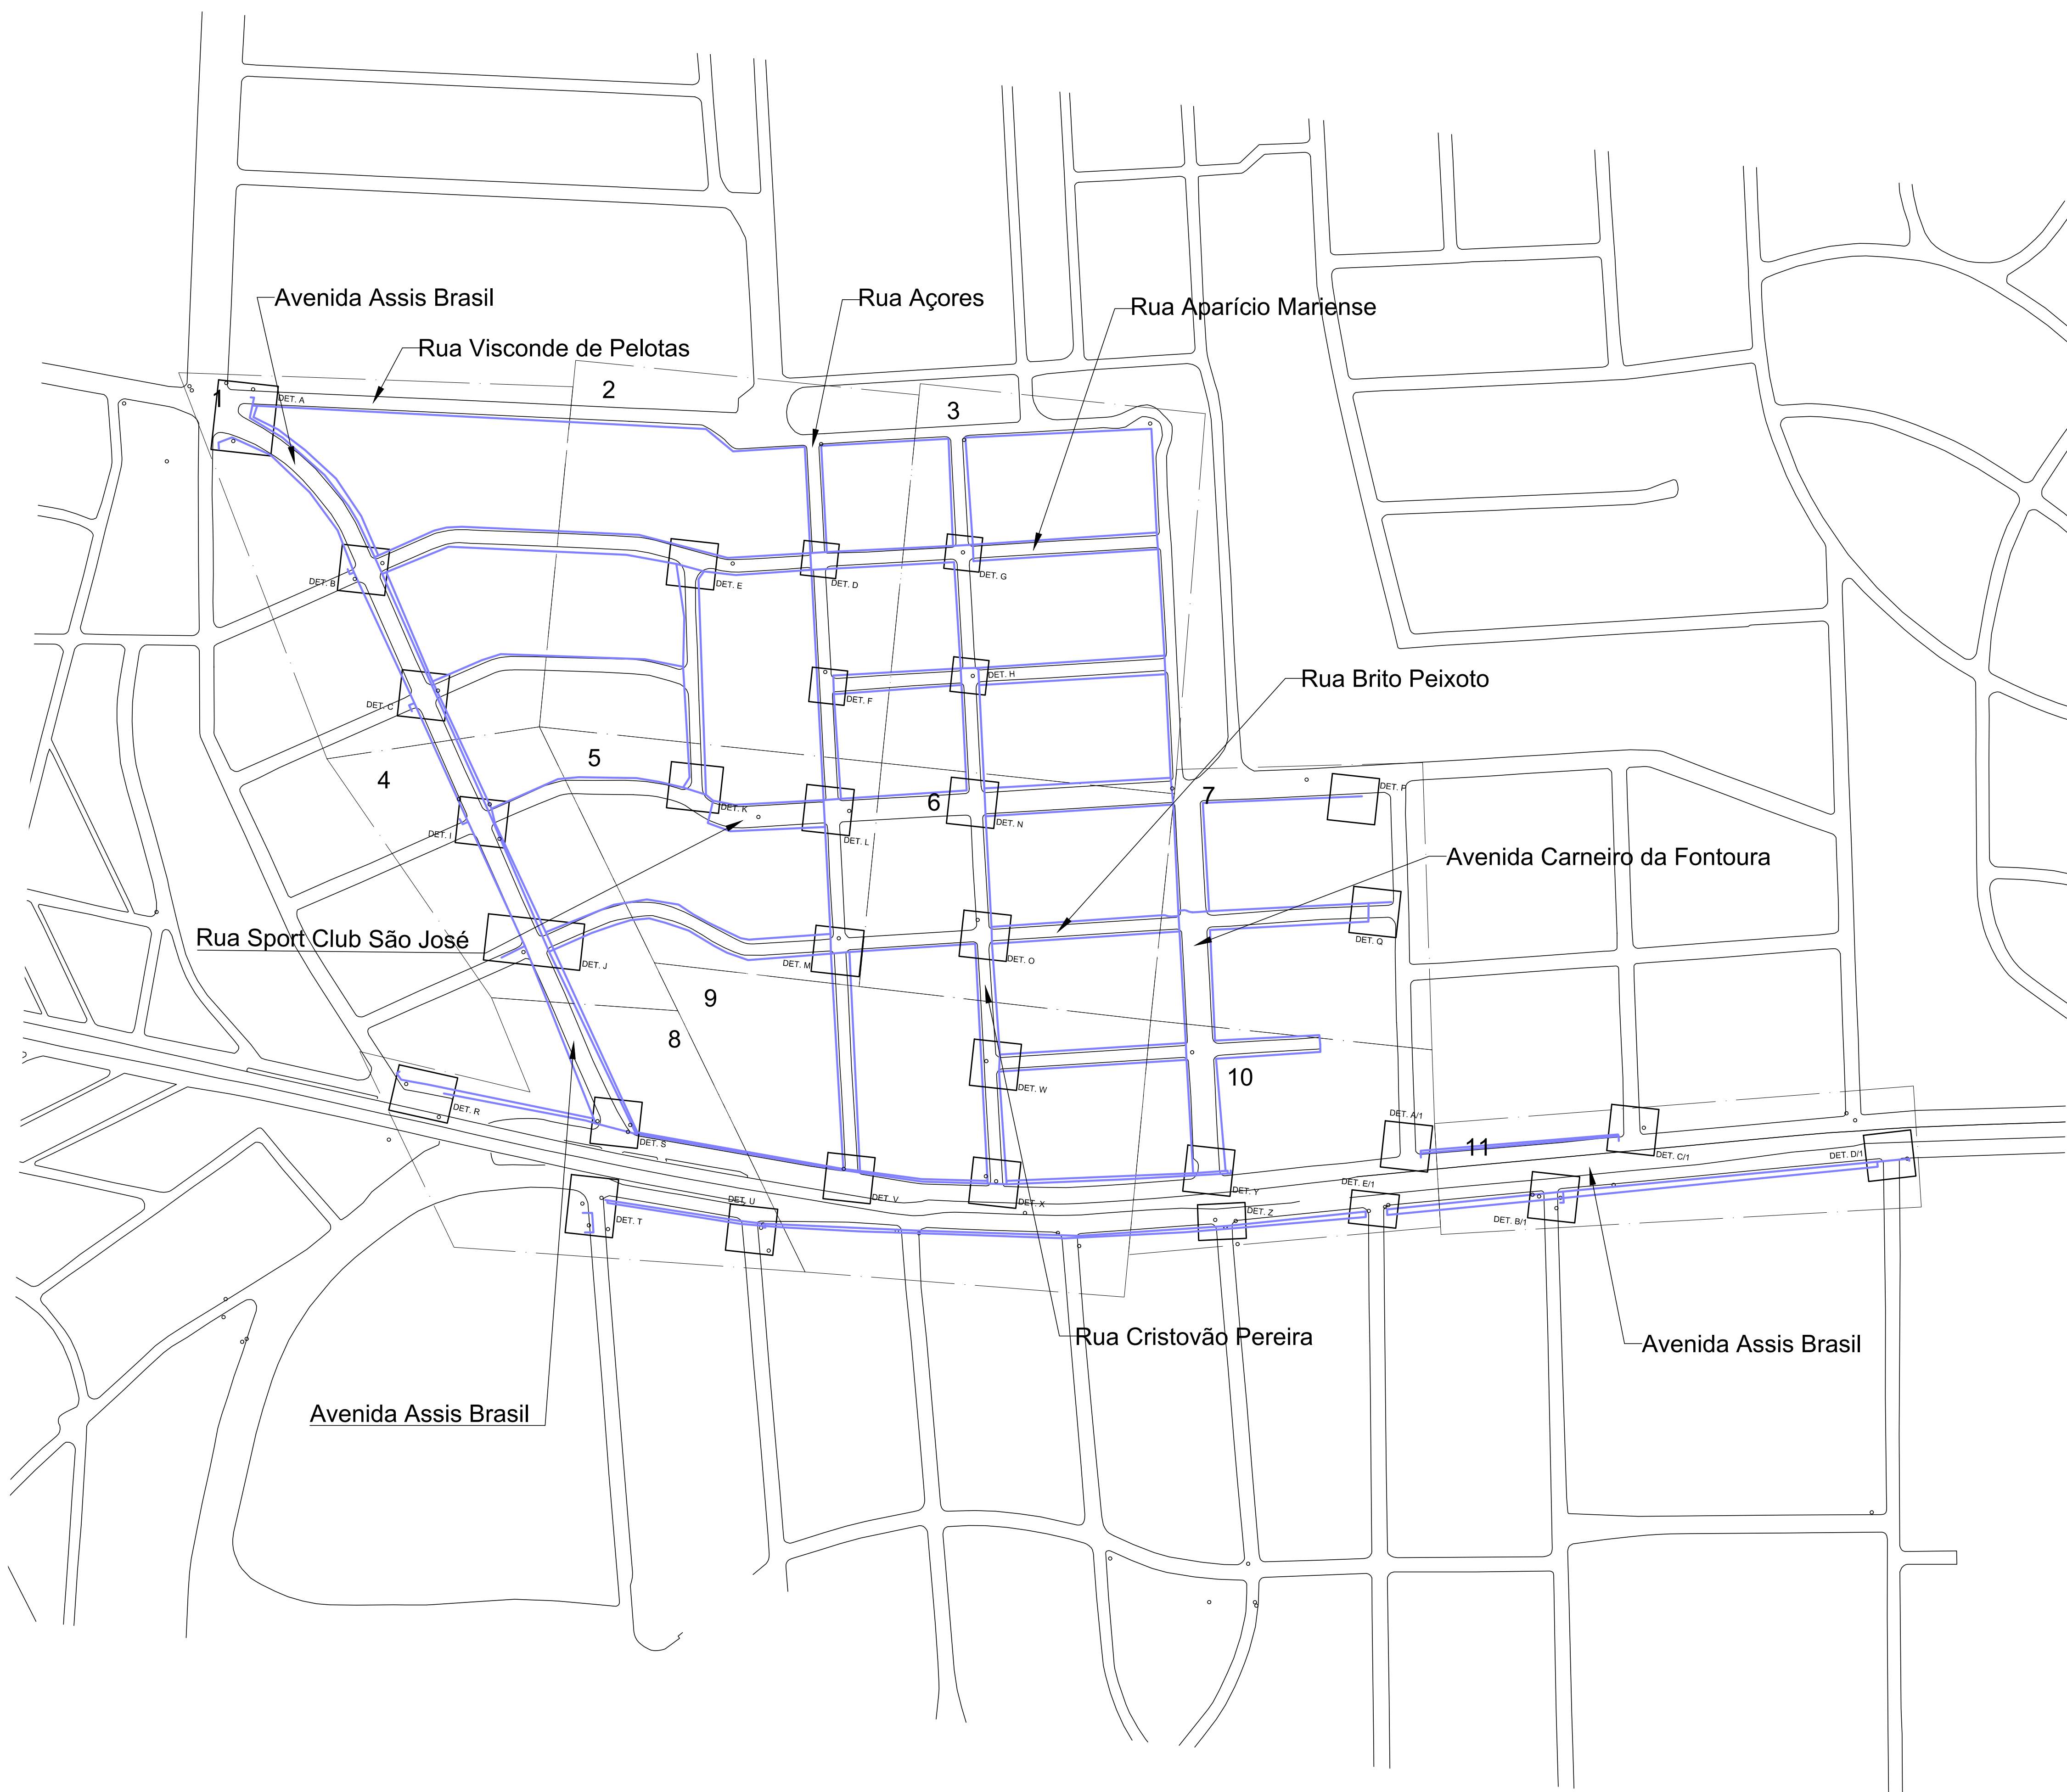 Avenida Assis Brasil
Rua Açores
Rua Aparício Mariense
Rua Visconde de Pelotas
2
1
DET. A
3
DET. B
DET. E
DET. D
DET. G
DET. C
DET. F
DET. H
Rua Brito Peixoto
5
4
6
7
DET. P
DET. K
DET. I
DET. L
DET. N
Avenida Carneiro da Fontoura
Rua Sport Club São José
DET. J
DET. M
DET. O
DET. Q
9
8
10
DET. W
DET. R
DET. S
DET. A/1
11
DET. C/1
DET. D/1
DET. V
DET. X
DET. Y
DET. E/1
DET. U
DET. T
DET. Z
DET. B/1
Rua Cristovão Pereira
Avenida Assis Brasil
Avenida Assis Brasil